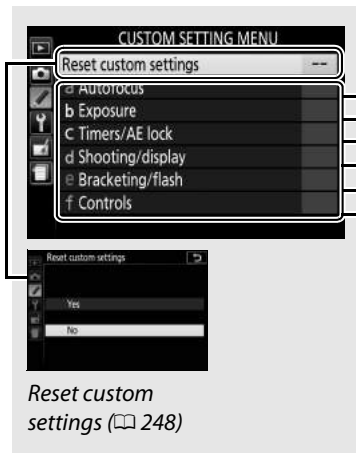 CUSTOM SETTING MENU
Reset custom settings --
a Autofocus
b Exposure
c Timers/AE lock
d Shooting/display
e Bracketing/flash
f Controls
Reset custom settings
Yes
No
Reset custom
settings (📖 248)